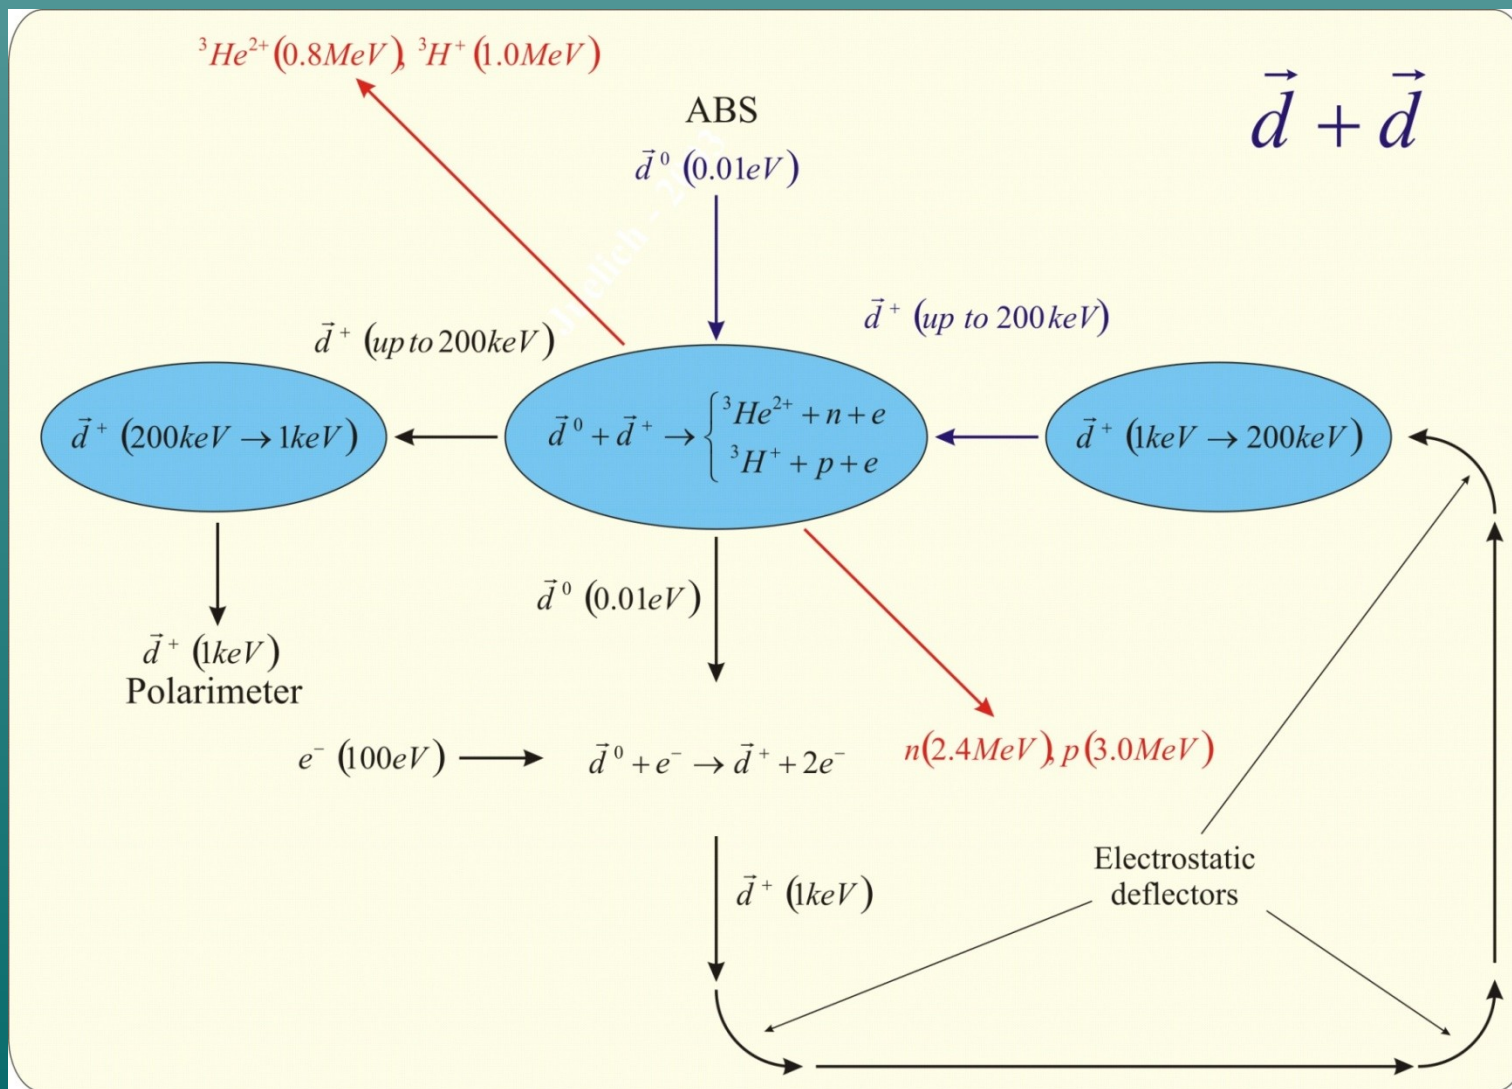 ³He²⁺ (0.8MeV), ³H⁺ (1.0MeV)
ABS
d⃗⁰ (0.01eV)
d⃗ + d⃗
d⃗⁺ (up to 200keV)
d⃗⁺ (up to 200keV)
d⃗⁺ (200keV → 1keV)
d⃗⁰ + d⃗⁺ → { ³He²⁺ + n + e
³H⁺ + p + e
d⃗⁺ (1keV → 200keV)
d⃗⁰ (0.01eV)
d⃗⁺ (1keV)
Polarimeter
e⁻ (100eV)
d⃗⁰ + e⁻ → d⃗⁺ + 2e⁻
n(2.4MeV), p(3.0MeV)
Electrostatic
deflectors
d⃗⁺ (1keV)